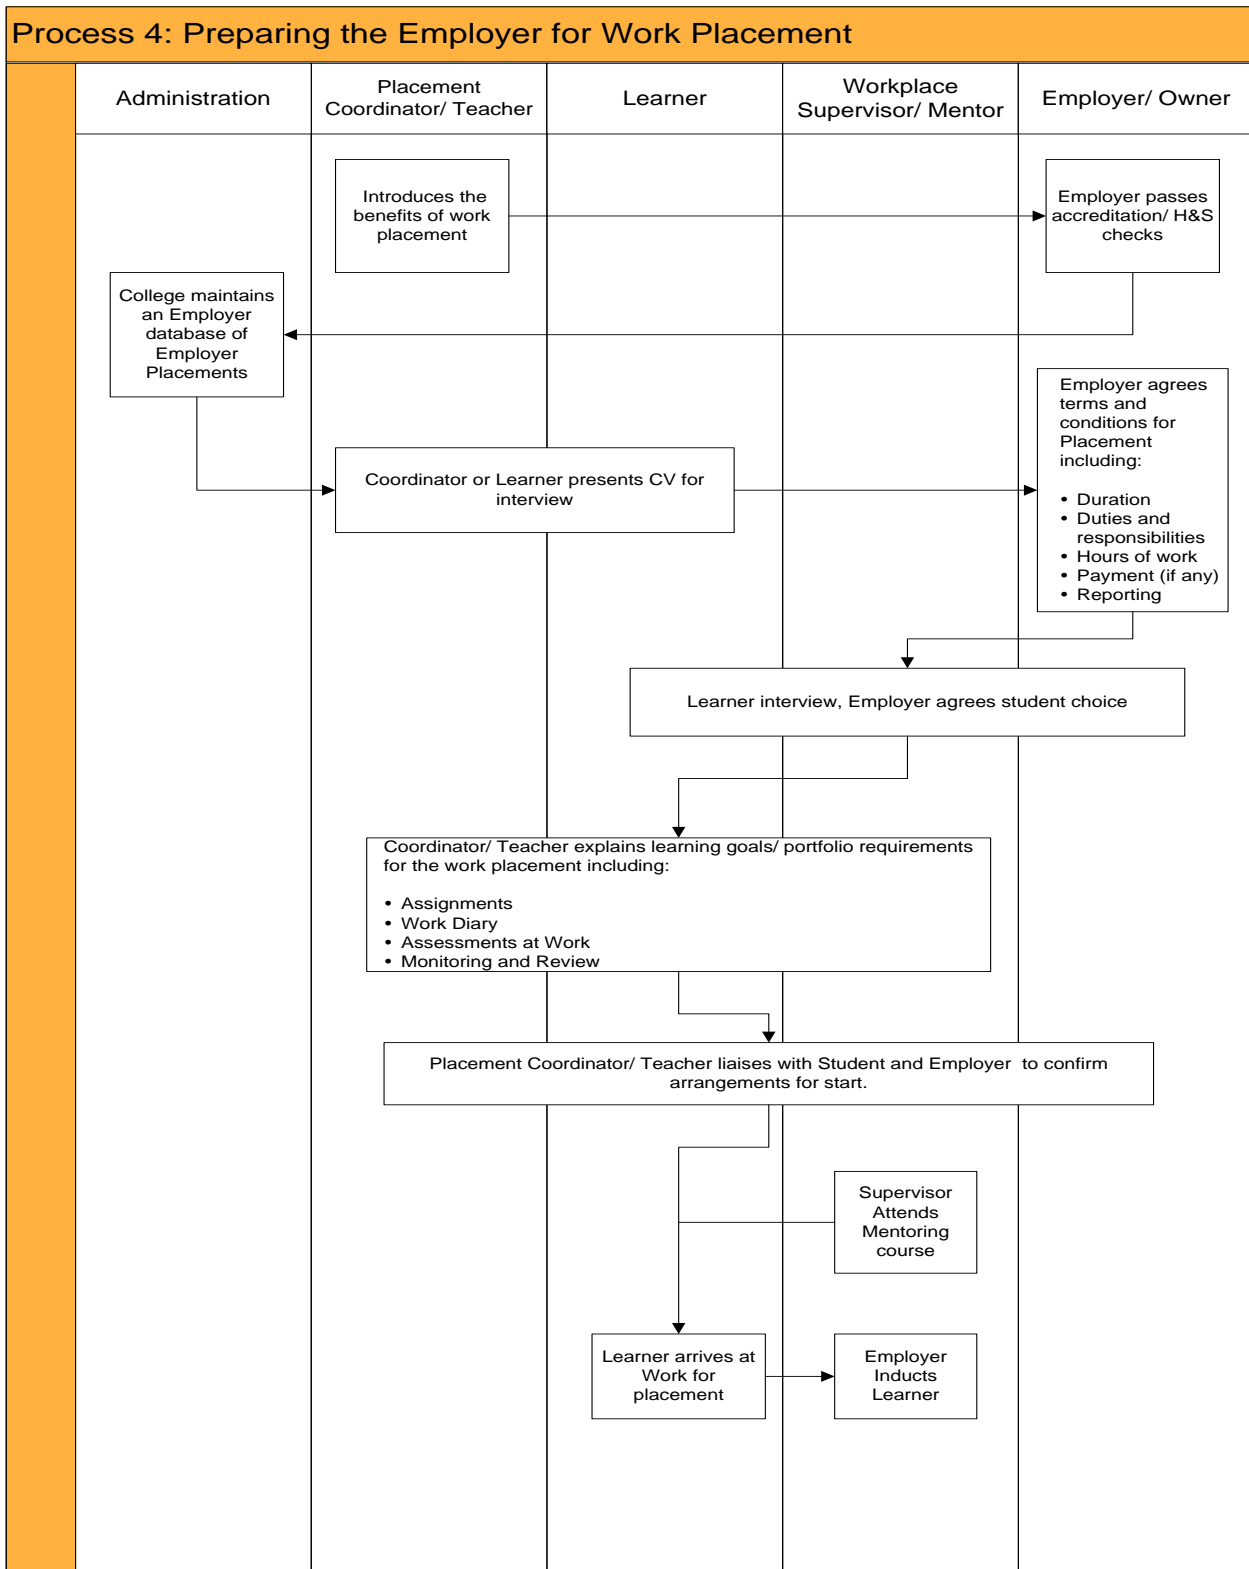 Process 4: Preparing the Employer for Work Placement
Administration
Placement
Coordinator/ Teacher
Learner
Workplace
Supervisor/ Mentor
Employer/ Owner
Introduces the
benefits of work
placement
Employer passes
accreditation/ H&S
checks
College maintains
an Employer
database of
Employer
Placements
Employer agrees
terms and
conditions for
Placement
including:
• Duration
• Duties and
responsibilities
• Hours of work
• Payment (if any)
• Reporting
Coordinator or Learner presents CV for
interview
Learner interview, Employer agrees student choice
Coordinator/ Teacher explains learning goals/ portfolio requirements
for the work placement including:
• Assignments
• Work Diary
• Assessments at Work
• Monitoring and Review
Placement Coordinator/ Teacher liaises with Student and Employer  to confirm
arrangements for start.
Supervisor
Attends
Mentoring
course
Learner arrives at
Work for
placement
Employer
Inducts
Learner